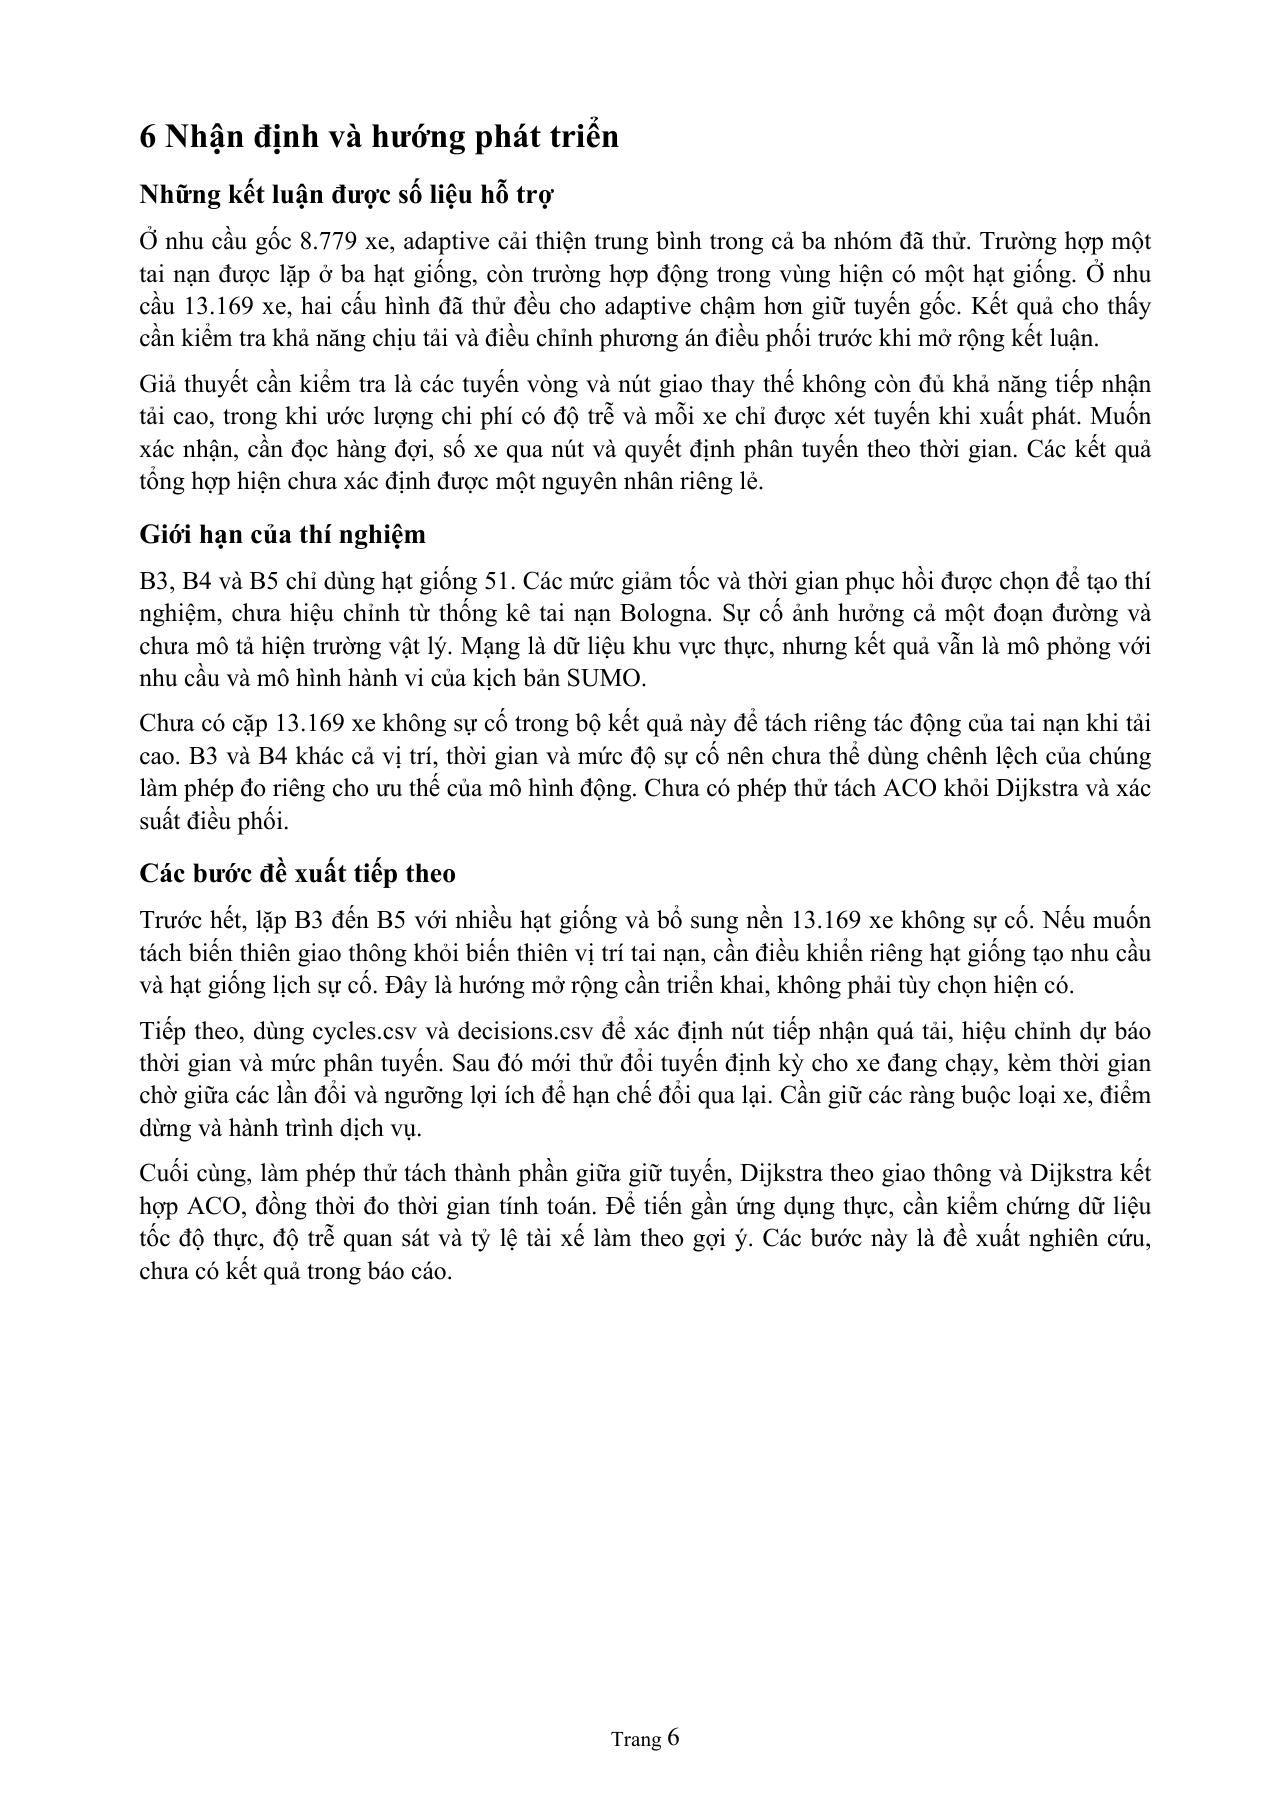 6 Nhận định và hướng phát triển
Những kết luận được số liệu hỗ trợ
Ở nhu cầu gốc 8.779 xe, adaptive cải thiện trung bình trong cả ba nhóm đã thử. Trường hợp một
tai nạn được lặp ở ba hạt giống, còn trường hợp động trong vùng hiện có một hạt giống. Ở nhu
cầu 13.169 xe, hai cấu hình đã thử đều cho adaptive chậm hơn giữ tuyến gốc. Kết quả cho thấy
cần kiểm tra khả năng chịu tải và điều chỉnh phương án điều phối trước khi mở rộng kết luận.
Giả thuyết cần kiểm tra là các tuyến vòng và nút giao thay thế không còn đủ khả năng tiếp nhận
tải cao, trong khi ước lượng chi phí có độ trễ và mỗi xe chỉ được xét tuyến khi xuất phát. Muốn
xác nhận, cần đọc hàng đợi, số xe qua nút và quyết định phân tuyến theo thời gian. Các kết quả
tổng hợp hiện chưa xác định được một nguyên nhân riêng lẻ.
Giới hạn của thí nghiệm
B3, B4 và B5 chỉ dùng hạt giống 51. Các mức giảm tốc và thời gian phục hồi được chọn để tạo thí
nghiệm, chưa hiệu chỉnh từ thống kê tai nạn Bologna. Sự cố ảnh hưởng cả một đoạn đường và
chưa mô tả hiện trường vật lý. Mạng là dữ liệu khu vực thực, nhưng kết quả vẫn là mô phỏng với
nhu cầu và mô hình hành vi của kịch bản SUMO.
Chưa có cặp 13.169 xe không sự cố trong bộ kết quả này để tách riêng tác động của tai nạn khi tải
cao. B3 và B4 khác cả vị trí, thời gian và mức độ sự cố nên chưa thể dùng chênh lệch của chúng
làm phép đo riêng cho ưu thế của mô hình động. Chưa có phép thử tách ACO khỏi Dijkstra và xác
suất điều phối.
Các bước đề xuất tiếp theo
Trước hết, lặp B3 đến B5 với nhiều hạt giống và bổ sung nền 13.169 xe không sự cố. Nếu muốn
tách biến thiên giao thông khỏi biến thiên vị trí tai nạn, cần điều khiển riêng hạt giống tạo nhu cầu
và hạt giống lịch sự cố. Đây là hướng mở rộng cần triển khai, không phải tùy chọn hiện có.
Tiếp theo, dùng cycles.csv và decisions.csv để xác định nút tiếp nhận quá tải, hiệu chỉnh dự báo
thời gian và mức phân tuyến. Sau đó mới thử đổi tuyến định kỳ cho xe đang chạy, kèm thời gian
chờ giữa các lần đổi và ngưỡng lợi ích để hạn chế đổi qua lại. Cần giữ các ràng buộc loại xe, điểm
dừng và hành trình dịch vụ.
Cuối cùng, làm phép thử tách thành phần giữa giữ tuyến, Dijkstra theo giao thông và Dijkstra kết
hợp ACO, đồng thời đo thời gian tính toán. Để tiến gần ứng dụng thực, cần kiểm chứng dữ liệu
tốc độ thực, độ trễ quan sát và tỷ lệ tài xế làm theo gợi ý. Các bước này là đề xuất nghiên cứu,
chưa có kết quả trong báo cáo.
Trang 6